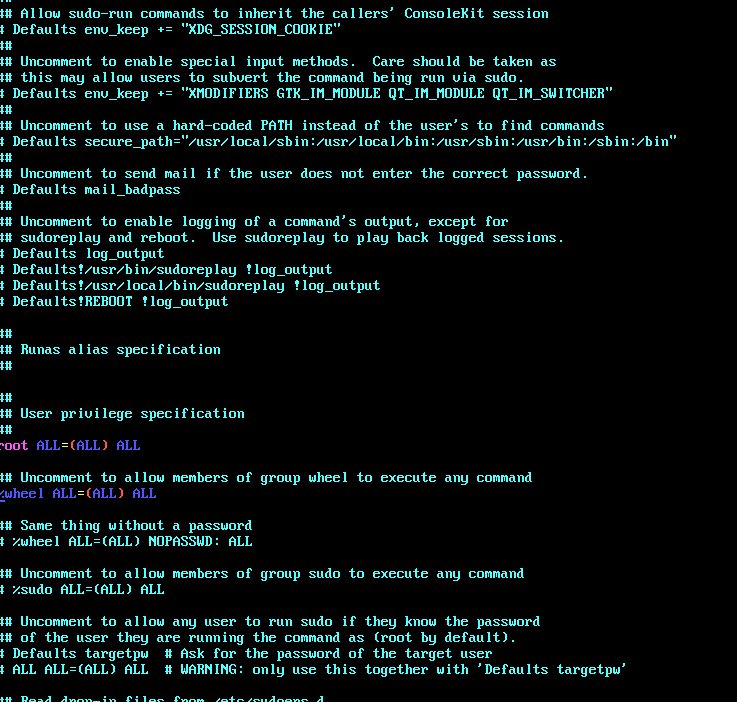 ## Allow sudo-run commands to inherit the callers' ConsoleKit session
# Defaults env_keep += "XDG_SESSION_COOKIE"
##
## Uncomment to enable special input methods.  Care should be taken as
## this may allow users to subvert the command being run via sudo.
# Defaults env_keep += "XMODIFIERS GTK_IM_MODULE QT_IM_MODULE QT_IM_SWITCHER"
##
## Uncomment to use a hard-coded PATH instead of the user's to find commands
# Defaults secure_path="/usr/local/sbin:/usr/local/bin:/usr/sbin:/usr/bin:/sbin:/bin"
##
## Uncomment to send mail if the user does not enter the correct password.
# Defaults mail_badpass
##
## Uncomment to enable logging of a command's output, except for
## sudoreplay and reboot.  Use sudoreplay to play back logged sessions.
# Defaults log_output
# Defaults!/usr/bin/sudoreplay !log_output
# Defaults!/usr/local/bin/sudoreplay !log_output
# Defaults!REBOOT !log_output
##
## Runas alias specification
##
##
## User privilege specification
##
root ALL=(ALL) ALL
## Uncomment to allow members of group wheel to execute any command
%wheel ALL=(ALL) ALL
## Same thing without a password
# %wheel ALL=(ALL) NOPASSWD: ALL
## Uncomment to allow members of group sudo to execute any command
# %sudo ALL=(ALL) ALL
## Uncomment to allow any user to run sudo if they know the password
## of the user they are running the command as (root by default).
# Defaults targetpw  # Ask for the password of the target user
# ALL ALL=(ALL) ALL  # WARNING: only use this together with 'Defaults targetpw'
## Read drop-in files from /etc/sudoers.d